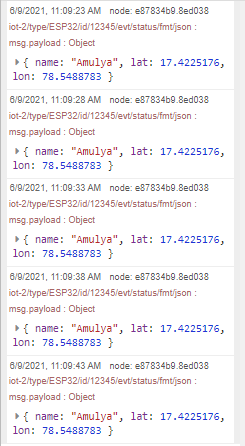 6/9/2021, 11:09:23 AM node: e87834b9.8ed038
iot-2/type/ESP32/id/12345/evt/status/fmt/json :
msg.payload : Object
{ name: "Amulya", lat: 17.4225176,
lon: 78.5488783 }
6/9/2021, 11:09:28 AM node: e87834b9.8ed038
iot-2/type/ESP32/id/12345/evt/status/fmt/json :
msg.payload : Object
{ name: "Amulya", lat: 17.4225176,
lon: 78.5488783 }
6/9/2021, 11:09:33 AM node: e87834b9.8ed038
iot-2/type/ESP32/id/12345/evt/status/fmt/json :
msg.payload : Object
{ name: "Amulya", lat: 17.4225176,
lon: 78.5488783 }
6/9/2021, 11:09:38 AM node: e87834b9.8ed038
iot-2/type/ESP32/id/12345/evt/status/fmt/json :
msg.payload : Object
{ name: "Amulya", lat: 17.4225176,
lon: 78.5488783 }
6/9/2021, 11:09:43 AM node: e87834b9.8ed038
iot-2/type/ESP32/id/12345/evt/status/fmt/json :
msg.payload : Object
{ name: "Amulya", lat: 17.4225176,
lon: 78.5488783 }